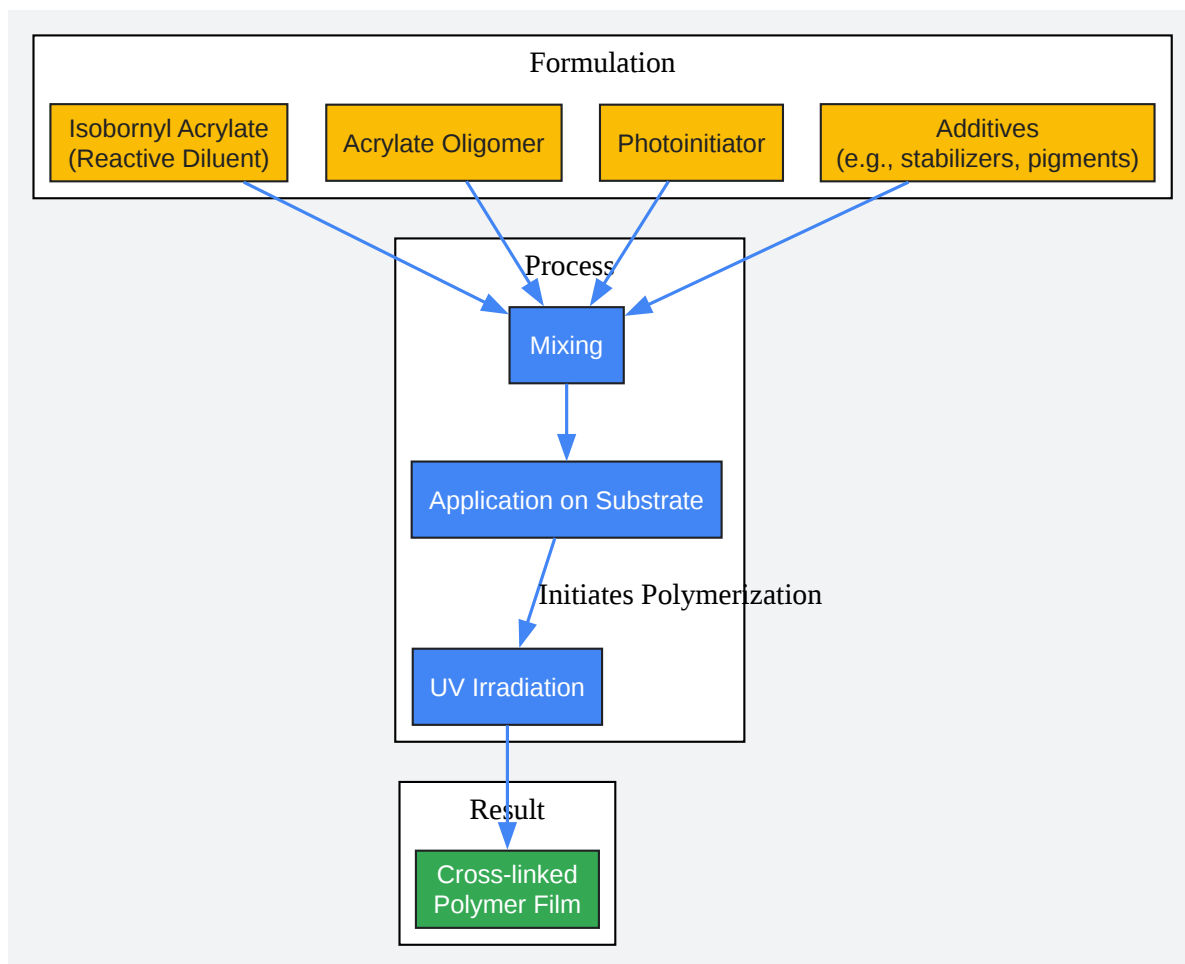 Formulation
Isobornyl Acrylate
(Reactive Diluent)
Acrylate Oligomer
Photoinitiator
Additives
(e.g., stabilizers, pigments)
Process
Mixing
Application on Substrate
Initiates Polymerization
UV Irradiation
Result
Cross-linked
Polymer Film